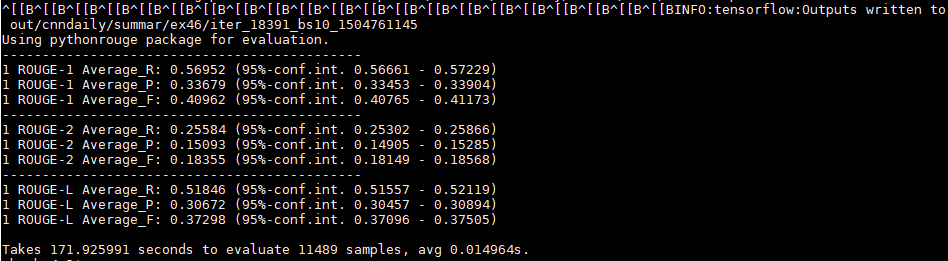 ^[[B^[[B^[[B^[[B^[[B^[[B^[[B^[[B^[[B^[[B^[[B^[[B^[[B^[[B^[[B^[[B^[[B^[[BINFO:tensorflow:Outputs written to
out/cnndaily/summar/ex46/iter_18391_bs10_1504761145
Using pythonrouge package for evaluation.
---------------------------------------------
1 ROUGE-1 Average_R: 0.56952 (95%-conf.int. 0.56661 - 0.57229)
1 ROUGE-1 Average_P: 0.33679 (95%-conf.int. 0.33453 - 0.33904)
1 ROUGE-1 Average_F: 0.40962 (95%-conf.int. 0.40765 - 0.41173)
---------------------------------------------
1 ROUGE-2 Average_R: 0.25584 (95%-conf.int. 0.25302 - 0.25866)
1 ROUGE-2 Average_P: 0.15093 (95%-conf.int. 0.14905 - 0.15285)
1 ROUGE-2 Average_F: 0.18355 (95%-conf.int. 0.18149 - 0.18568)
---------------------------------------------
1 ROUGE-L Average_R: 0.51846 (95%-conf.int. 0.51557 - 0.52119)
1 ROUGE-L Average_P: 0.30672 (95%-conf.int. 0.30457 - 0.30894)
1 ROUGE-L Average_F: 0.37298 (95%-conf.int. 0.37096 - 0.37505)
Takes 171.925991 seconds to evaluate 11489 samples, avg 0.014964s.